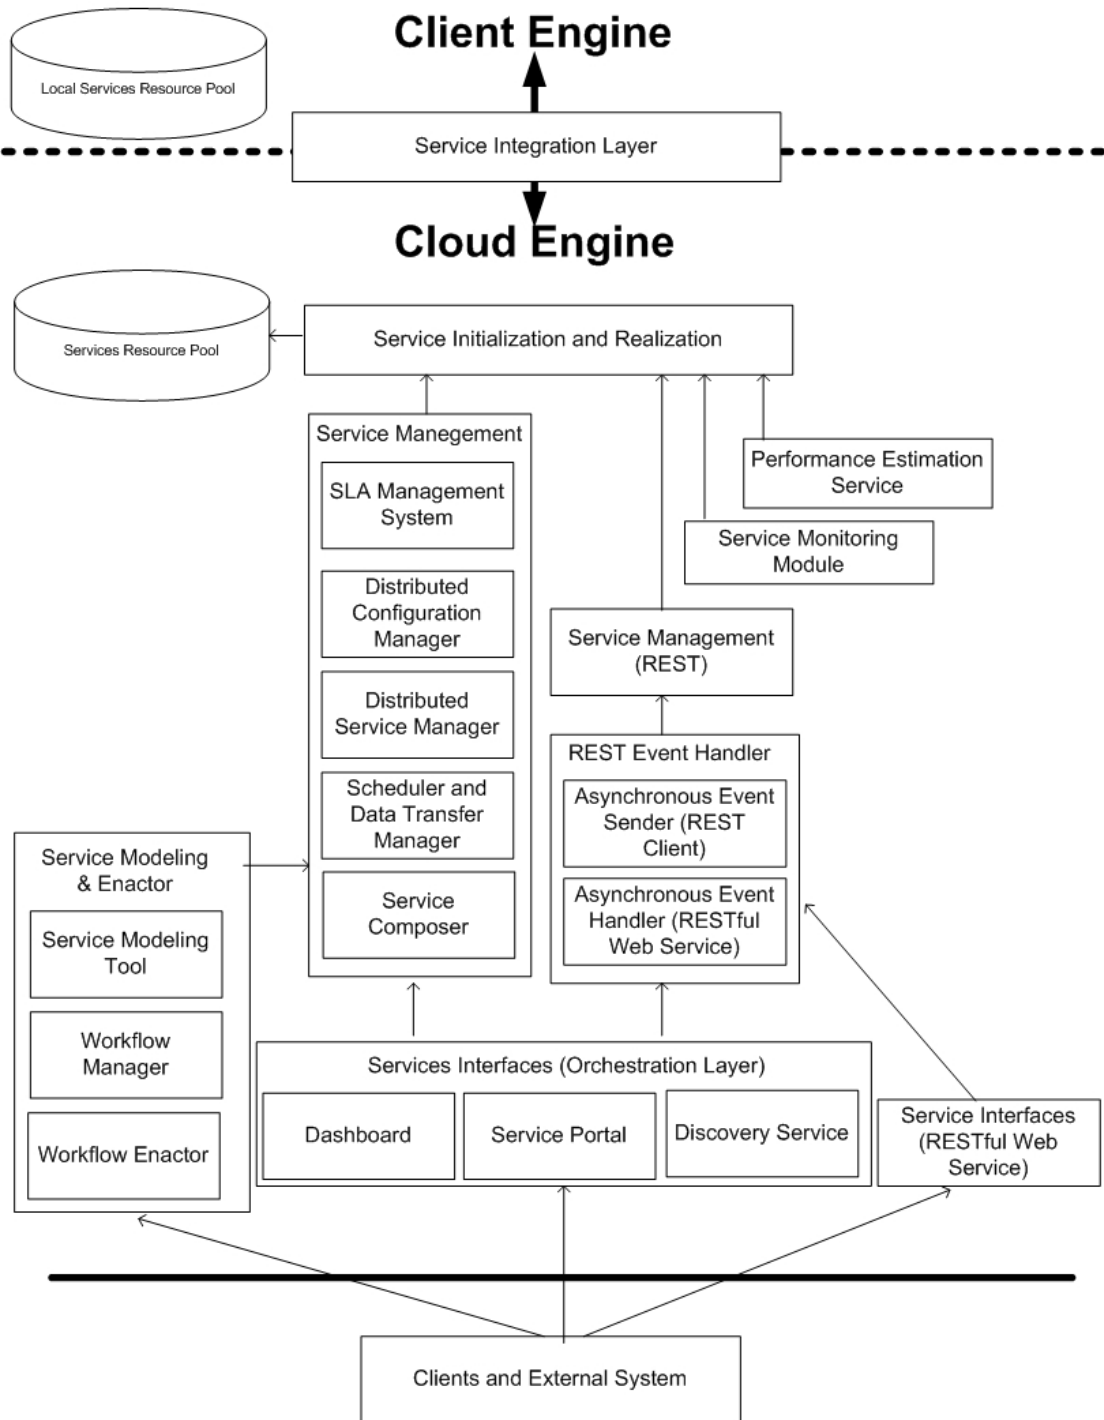 Client Engine
Local Services Resource Pool
Service Integration Layer
Cloud Engine
Services Resource Pool
Service Initialization and Realization
Service Manegement
SLA Management
System
Distributed
Configuration
Manager
Distributed
Service Manager
Scheduler and
Data Transfer
Manager
Service
Composer
Performance Estimation
Service
Service Monitoring
Module
Service Management
(REST)
REST Event Handler
Asynchronous Event
Sender (REST
Client)
Asynchronous Event
Handler (RESTful
Web Service)
Service Modeling
& Enactor
Service Modeling
Tool
Workflow
Manager
Workflow Enactor
Services Interfaces (Orchestration Layer)
Dashboard
Service Portal
Discovery Service
Service Interfaces
(RESTful Web
Service)
Clients and External System